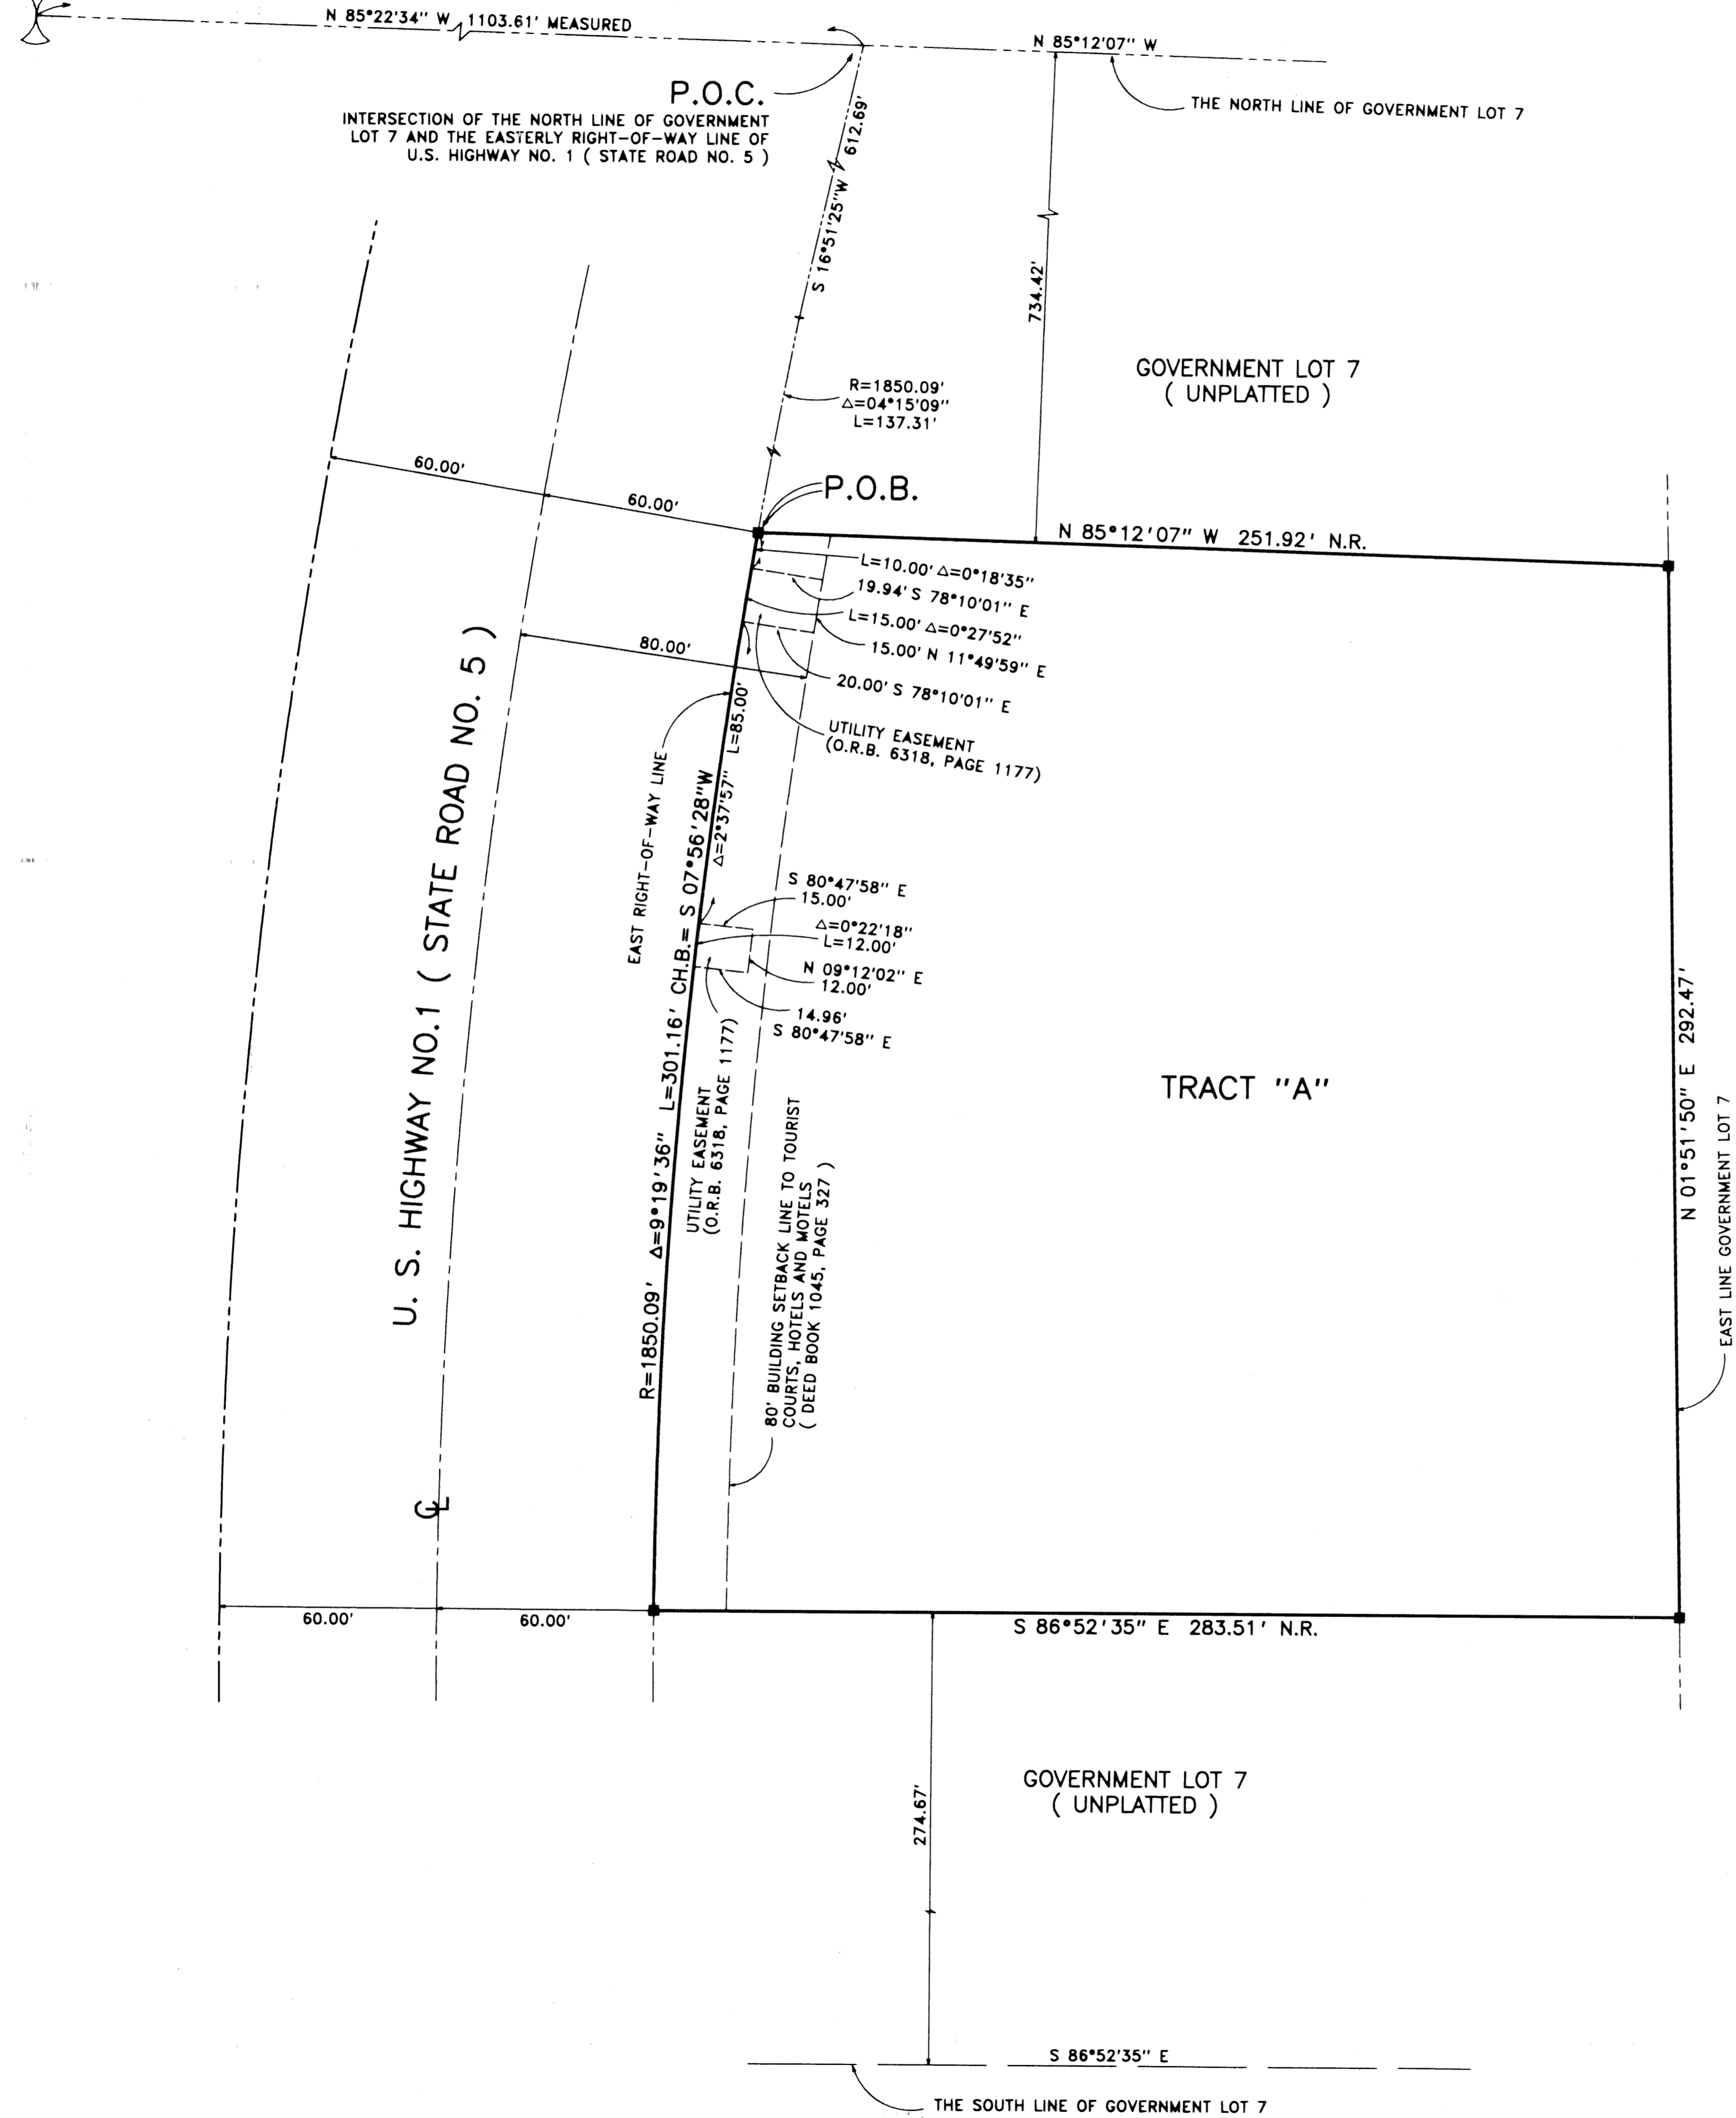 N 85°22'34" W 1103.61' MEASURED
N 85°12'07" W
P.O.C.
INTERSECTION OF THE NORTH LINE OF GOVERNMENT
LOT 7 AND THE EASTERLY RIGHT-OF-WAY LINE OF
U.S. HIGHWAY NO. 1 ( STATE ROAD NO. 5 )
THE NORTH LINE OF GOVERNMENT LOT 7
S 16°51'25"W 612.69'
734.42'
GOVERNMENT LOT 7
( UNPLATTED )
R=1850.09'
Δ=04°15'09"
L=137.31'
60.00'
60.00'
P.O.B.
N 85°12'07" W 251.92' N.R.
L=10.00' Δ=0°18'35"
19.94' S 78°10'01" E
L=15.00' Δ=0°27'52"
15.00' N 11°49'59" E
20.00' S 78°10'01" E
80.00'
UTILITY EASEMENT
(O.R.B. 6318, PAGE 1177)
U. S. HIGHWAY NO.1 ( STATE ROAD NO. 5 )
EAST RIGHT-OF-WAY LINE
Δ=2°37'57" L=85.00'
R=1850.09' Δ=9°19'36" L=301.16' CH.B.= S 07°56'28"W
S 80°47'58" E
15.00'
Δ=0°22'18"
L=12.00'
N 09°12'02" E
12.00'
14.96'
S 80°47'58" E
UTILITY EASEMENT
(O.R.B. 6318, PAGE 1177)
80' BUILDING SETBACK LINE TO TOURIST
COURTS, HOTELS AND MOTELS
( DEED BOOK 1045, PAGE 327 )
TRACT "A"
N 01°51'50" E 292.47'
EAST LINE GOVERNMENT LOT 7
CL
60.00'
60.00'
S 86°52'35" E 283.51' N.R.
274.67'
GOVERNMENT LOT 7
( UNPLATTED )
S 86°52'35" E
THE SOUTH LINE OF GOVERNMENT LOT 7